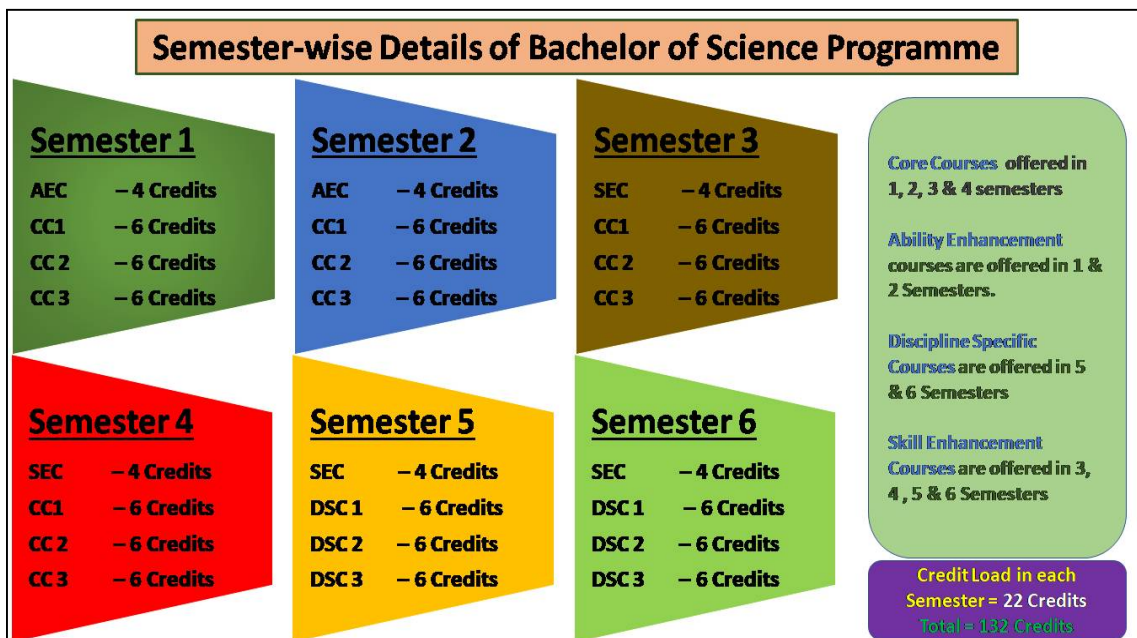 Semester-wise Details of Bachelor of Science Programme
Semester 1
AEC – 4 Credits
CC1 – 6 Credits
CC 2 – 6 Credits
CC 3 – 6 Credits
Semester 2
AEC – 4 Credits
CC1 – 6 Credits
CC 2 – 6 Credits
CC 3 – 6 Credits
Semester 3
SEC – 4 Credits
CC1 – 6 Credits
CC 2 – 6 Credits
CC 3 – 6 Credits
Semester 4
SEC – 4 Credits
CC1 – 6 Credits
CC 2 – 6 Credits
CC 3 – 6 Credits
Semester 5
SEC – 4 Credits
DSC 1 – 6 Credits
DSC 2 – 6 Credits
DSC 3 – 6 Credits
Semester 6
SEC – 4 Credits
DSC 1 – 6 Credits
DSC 2 – 6 Credits
DSC 3 – 6 Credits
Core Courses offered in
1, 2, 3 & 4 semesters
Ability Enhancement
courses are offered in 1 &
2 Semesters.
Discipline Specific
Courses are offered in 5
& 6 Semesters
Skill Enhancement
Courses are offered in 3,
4 , 5 & 6 Semesters
Credit Load in each
Semester = 22 Credits
Total = 132 Credits